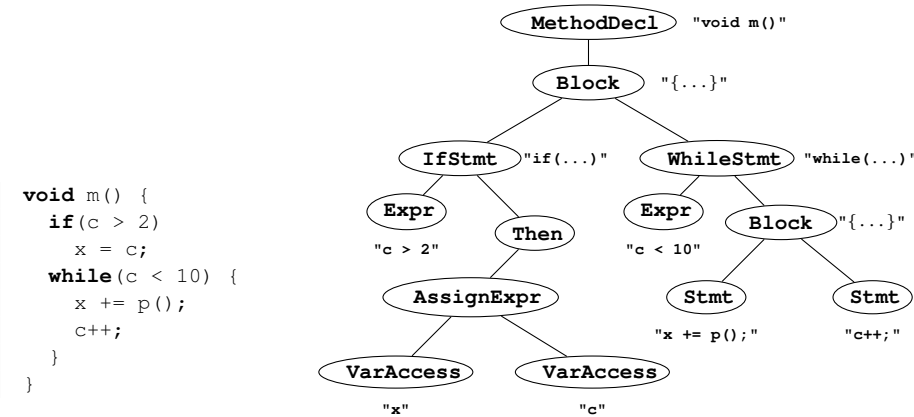 void m() {
if(c > 2)
x = c;
while(c < 10) {
x += p();
c++;
}
}
MethodDecl "void m()"
Block "{...}"
IfStmt "if(...)" WhileStmt "while(...)"
Expr Expr Block "{...}"
"c > 2" Then "c < 10"
AssignExpr Stmt Stmt
"x += p();" "c++;"
VarAccess VarAccess
"x" "c"